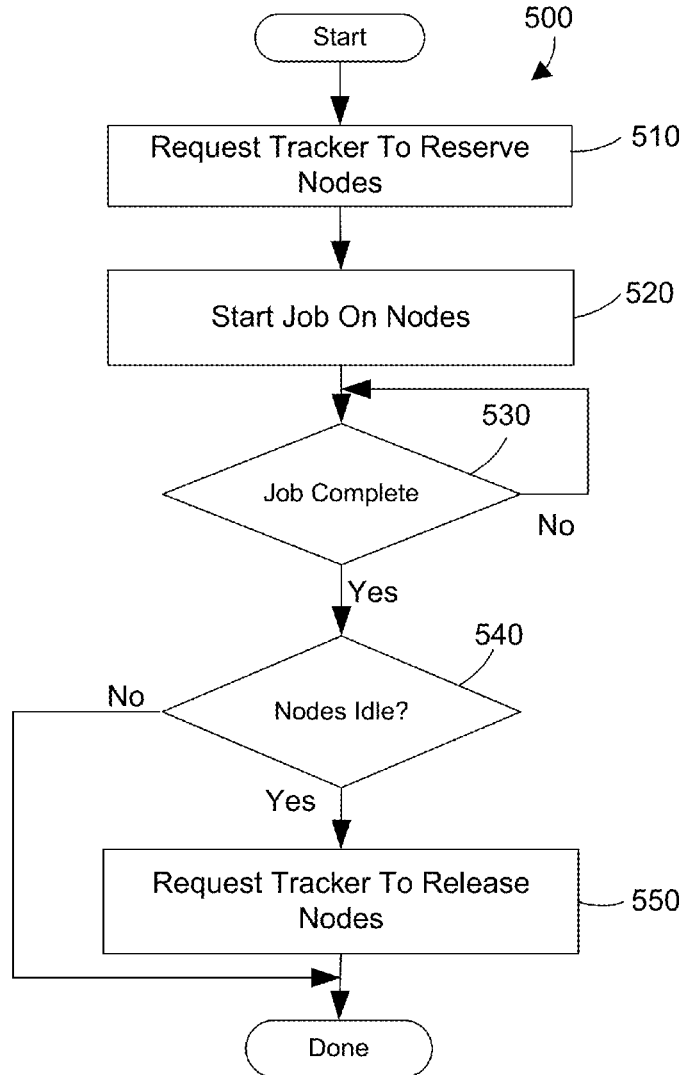 Start
500
Request Tracker To Reserve
Nodes
510
Start Job On Nodes
520
530
Job Complete
No
Yes
540
No
Nodes Idle?
Yes
Request Tracker To Release
Nodes
550
Done